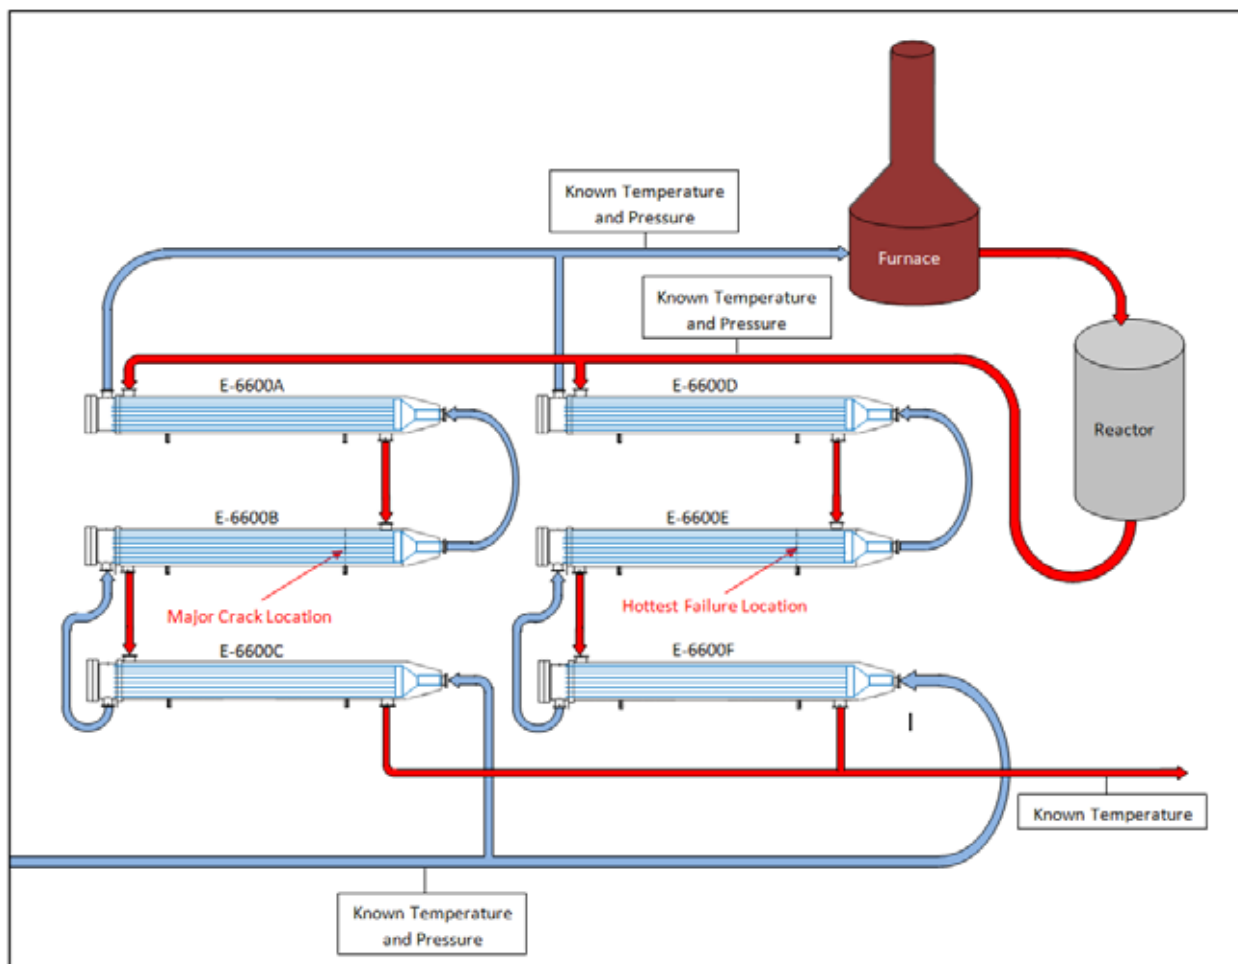 Known Temperature
and Pressure
Furnace
Known Temperature
and Pressure
E-6600A
E-6600D
Reactor
E-6600B
E-6600E
Major Crack Location
Hottest Failure Location
E-6600C
E-6600F
Known Temperature
Known Temperature
and Pressure